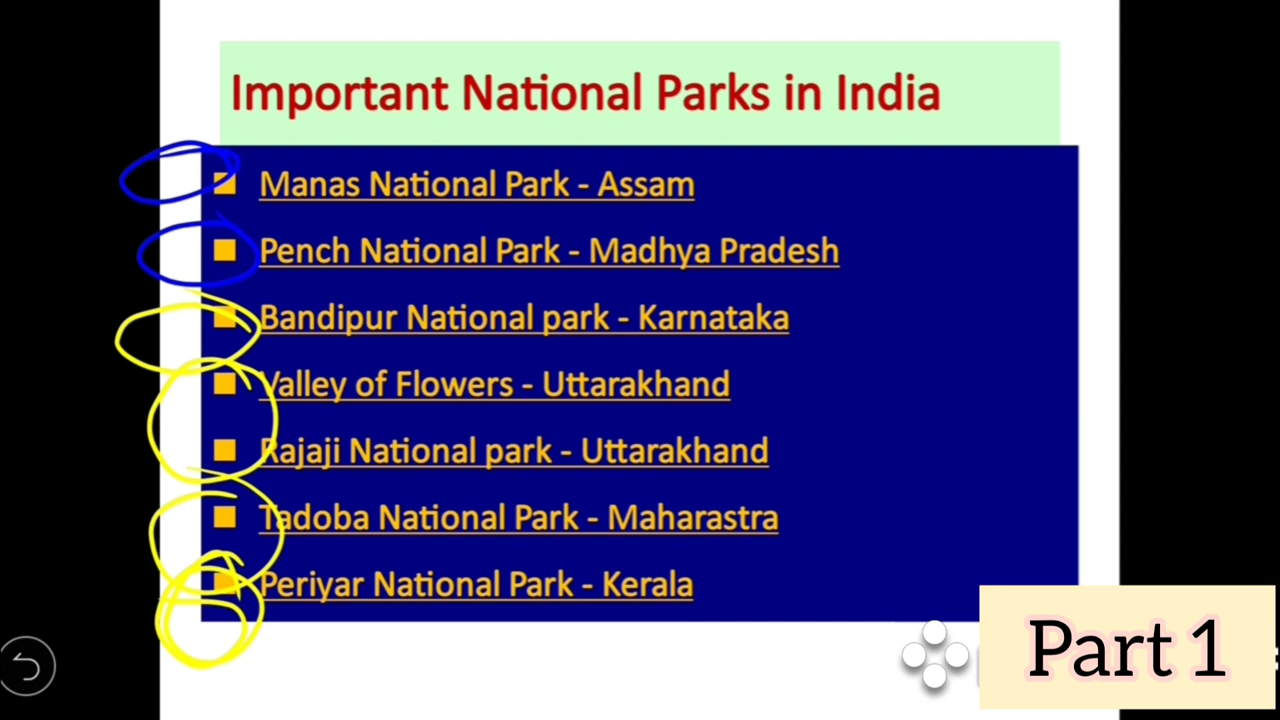 Important National Parks in India
Manas National Park - Assam
Pench National Park - Madhya Pradesh
Bandipur National park - Karnataka
Valley of Flowers - Uttarakhand
Rajaji National park - Uttarakhand
Tadoba National Park - Maharastra
Periyar National Park - Kerala
Part 1